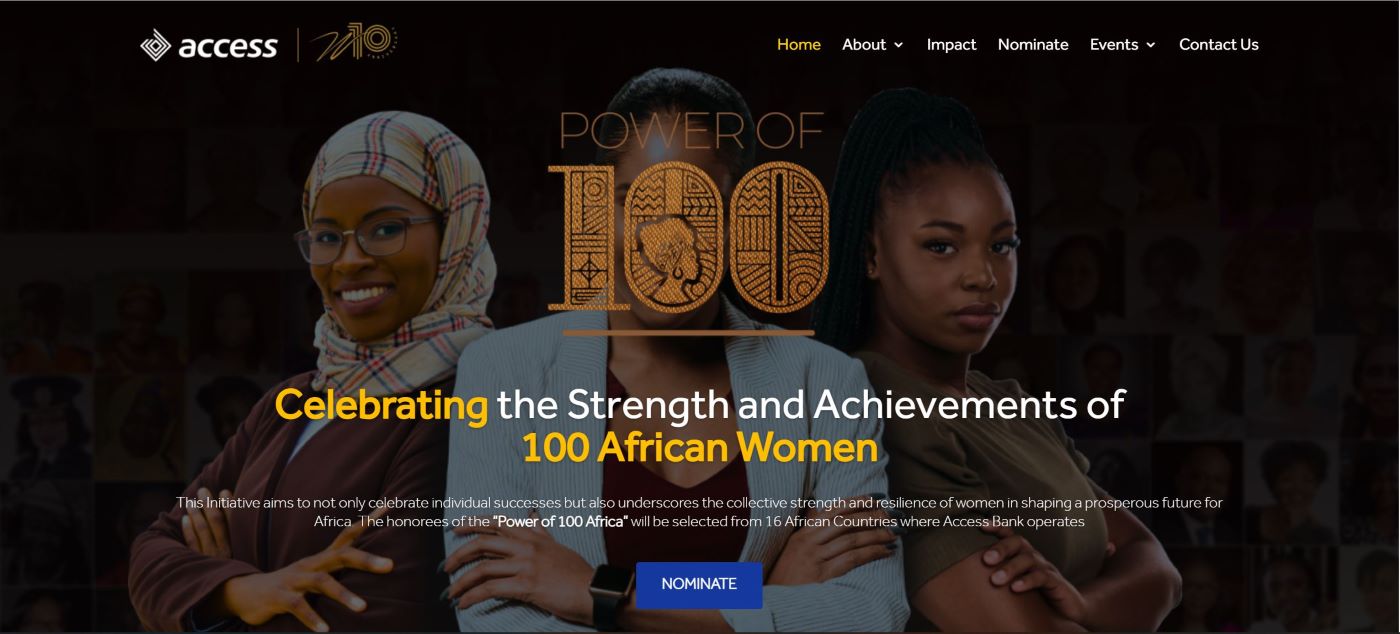 access
Home
About
Impact
Nominate
Events
Contact Us
POWER OF
100
Celebrating the Strength and Achievements of
100 African Women
This Initiative aims to not only celebrate individual successes but also underscores the collective strength and resilience of women in shaping a prosperous future for
Africa. The honorees of the "Power of 100 Africa" will be selected from 16 African Countries where Access Bank operates
NOMINATE